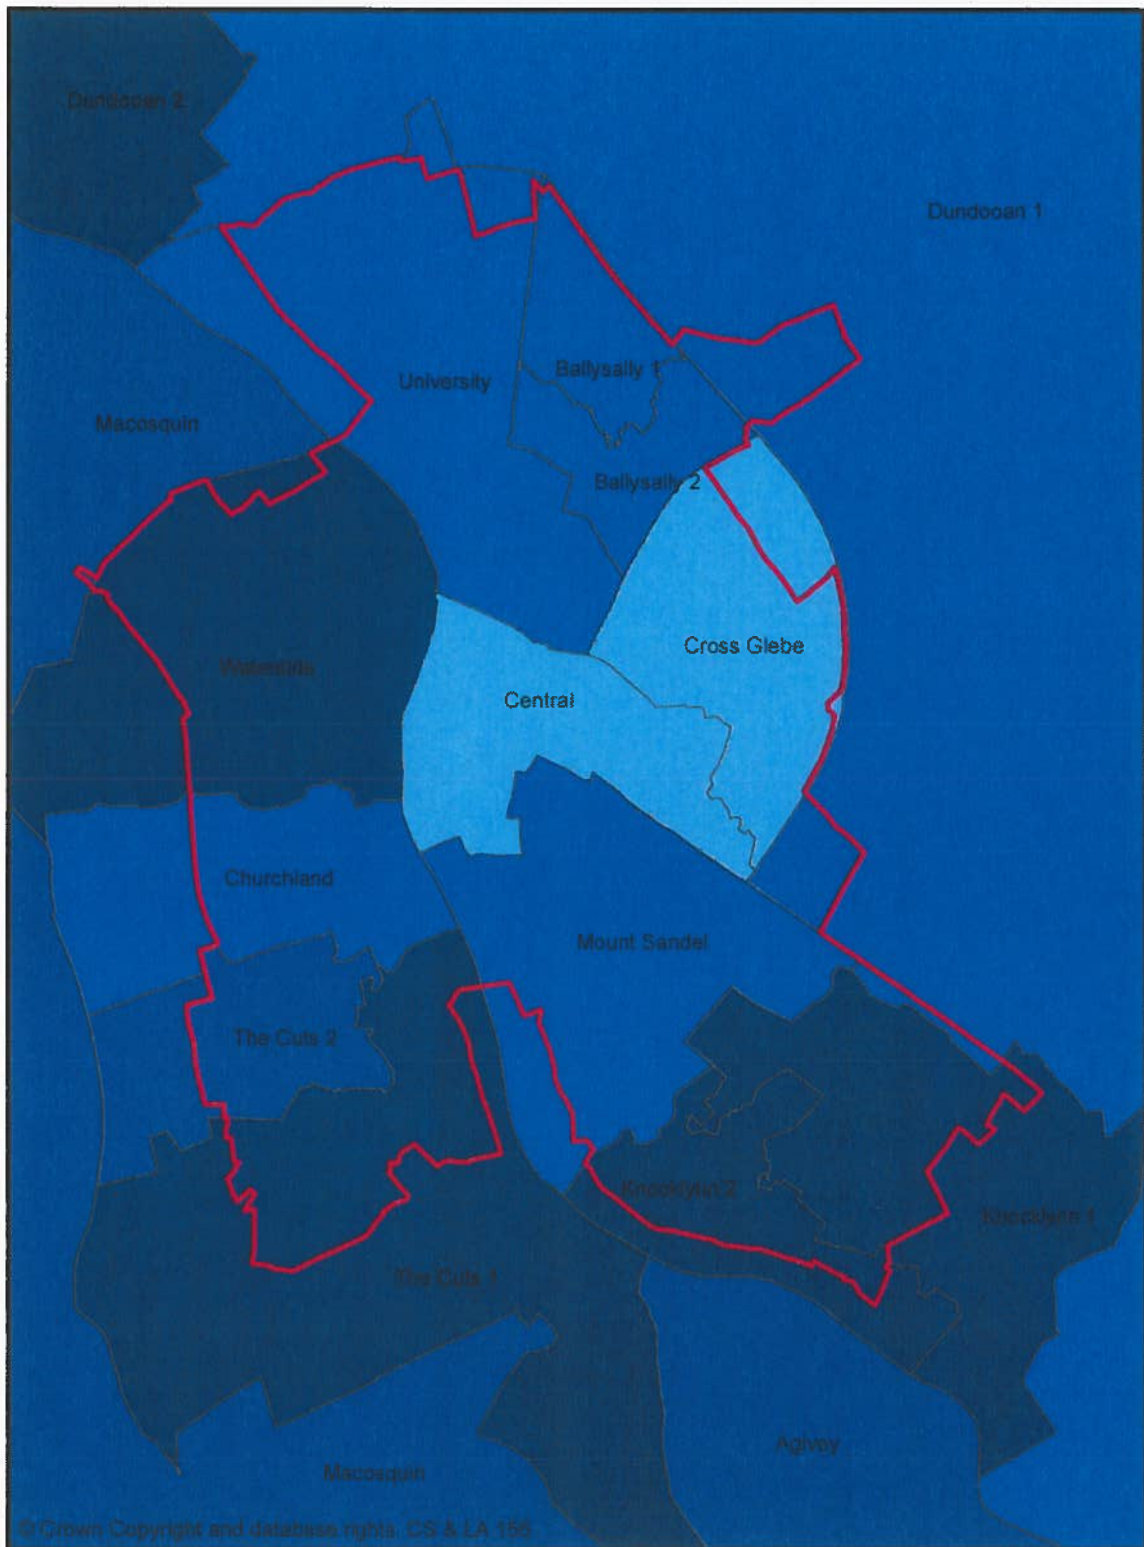 Dundooan 2
Dundooan 1
University
Ballysally 1
Macosquin
Ballysally 2
Cross Glebe
Waterside
Central
Churchland
Mount Sandel
The Cuts 2
Knocklynn 2
Knocklynn 1
The Cuts 1
Agivey
Macosquin
© Crown Copyright and database rights CS & LA 156